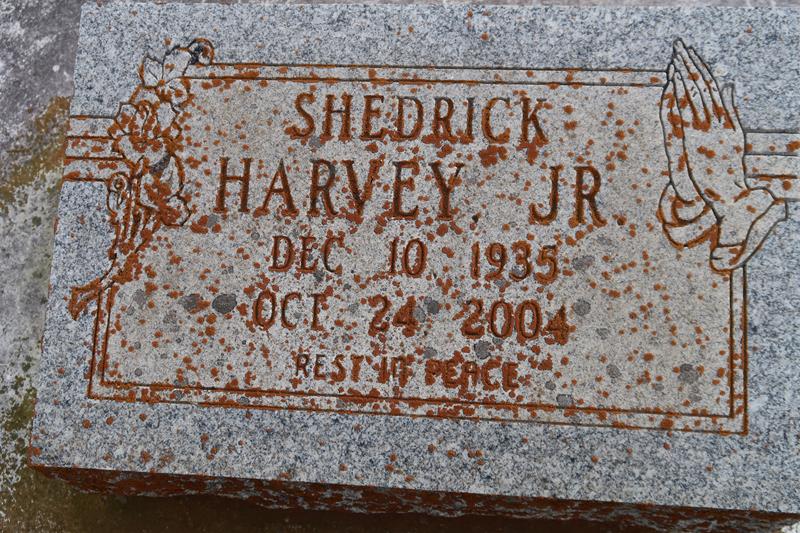 SHEDRICK
HARVEY, JR.
DEC 10 1935
OCT 24 2004
REST IN PEACE